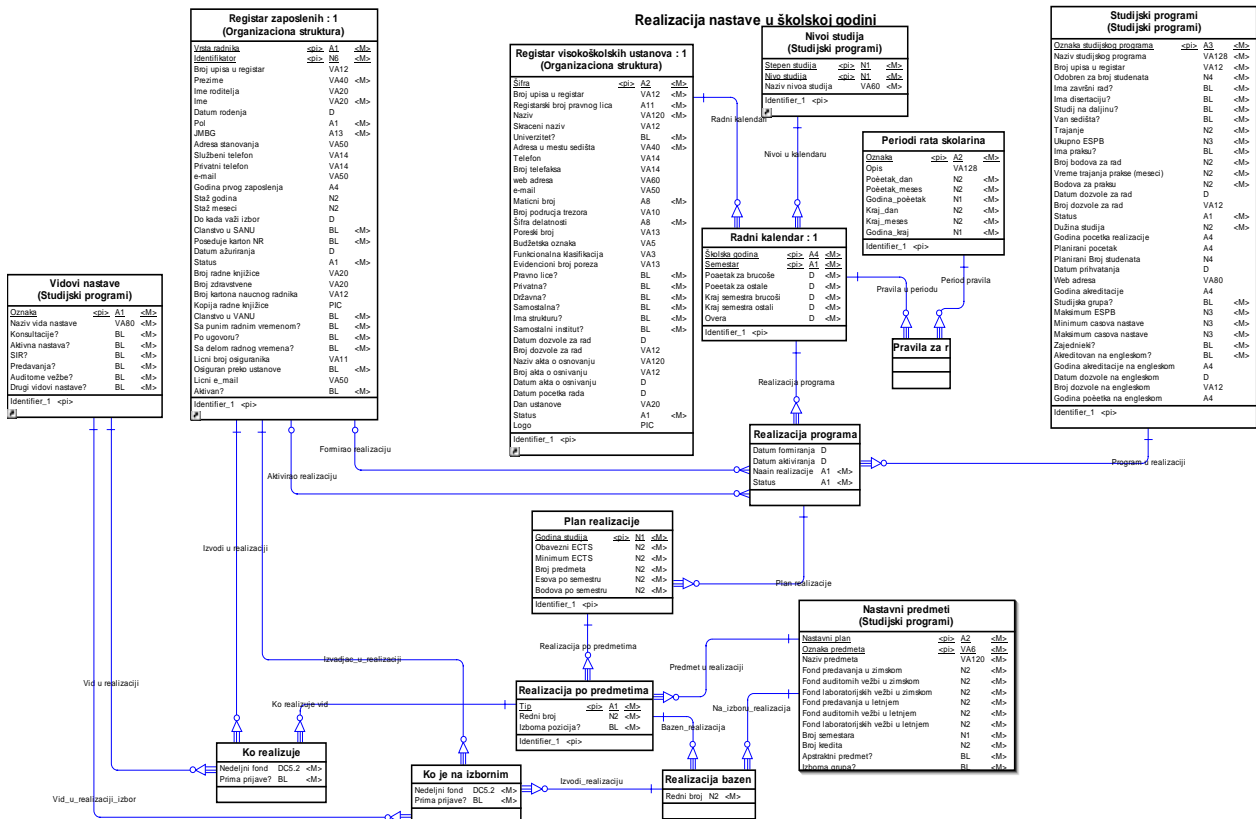 Realizacija nastave u školskoj godini
Registar zaposlenih : 1
(Organizaciona struktura)
Vrsta radnika <pi> A1 <M>
Identifikator <pi> N6 <M>
Broj upisa u registar VA12
Prezime VA40 <M>
Ime roditelja VA20
Ime VA20 <M>
Datum rodenja D
Pol A1 <M>
JMBG A13 <M>
Adresa stanovanja VA50
Službeni telefon VA14
Privatni telefon VA14
e-mail VA50
Godina prvog zaposlenja A4
Staž godina N2
Staž meseci N2
Do kada važi izbor D
Clanstvo u SANU BL <M>
Poseduje karton NR BL <M>
Datum ažuriranja D
Status A1 <M>
Broj radne knjižice VA20
Broj zdravstvene VA20
Broj kartona naucnog radnika VA12
Kopija radne knjižice PIC
Clanstvo u VANU BL <M>
Sa punim radnim vremenom? BL <M>
Po ugovoru? BL <M>
Sa delom radnog vremena? BL <M>
Licni broj osiguranika VA11
Osiguran preko ustanove BL <M>
Licni e_mail VA50
Aktivan? BL <M>
Identifier_1 <pi>
Registar visokoškolskih ustanova : 1
(Organizaciona struktura)
Šifra <pi> A2 <M>
Broj upisa u registar VA12 <M>
Registarski broj pravnog lica A11 <M>
Naziv VA120 <M>
Skraceni naziv VA12
Univerzitet? BL <M>
Adresa u mestu sedišta VA40 <M>
Telefon VA14
Broj telefaksa VA14
web adresa VA60
e-mail VA50
Maticni broj A8 <M>
Broj podrucja trezora VA10
Šifra delatnosti A8 <M>
Poreski broj VA13
Budžetska oznaka VA5
Funkcionalna klasifikacija VA3
Evidencioni broj poreza VA13
Pravno lice? BL <M>
Privatna? BL <M>
Državna? BL <M>
Samostalna? BL <M>
Ima strukturu? BL <M>
Samostalni institut? BL <M>
Datum dozvole za rad D
Broj dozvole za rad VA12
Naziv akta o osnovanju VA120
Broj akta o osnivanju VA12
Datum akta o osnivanju D
Datum pocetka rada D
Dan ustanove VA20
Status A1 <M>
Logo PIC
Identifier_1 <pi>
Nivoi studija
(Studijski programi)
Stepen studija <pi> N1 <M>
Nivo studija <pi> N1 <M>
Naziv nivoa studija VA60 <M>
Identifier_1 <pi>
Periodi rata skolarina
Oznaka <pi> A2 <M>
Opis VA128
Poèetak_dan N2 <M>
Poèetak_meses N2 <M>
Godina_poèetak N1 <M>
Kraj_dan N2 <M>
Kraj_meses N2 <M>
Godina_kraj N1 <M>
Identifier_1 <pi>
Studijski programi
(Studijski programi)
Oznaka studijskog programa <pi> A3 <M>
Naziv studijskog programa VA128 <M>
Broj upisa u registar VA12 <M>
Odobren za broj studenata N4 <M>
Ima završni rad? BL <M>
Ima disertaciju? BL <M>
Studij na daljinu? BL <M>
Van sedišta? BL <M>
Trajanje N2 <M>
Ukupno ESPB N3 <M>
Ima praksu? BL <M>
Broj bodova za rad N2 <M>
Vreme trajanja prakse (meseci) N2 <M>
Bodova za praksu N2 <M>
Datum dozvole za rad D
Broj dozvole za rad VA12
Status A1 <M>
Dužina studija N2 <M>
Godina pocetka realizacije A4
Planirani pocetak A4
Planirani Broj studenata N4
Datum prihvatanja D
Web adresa VA80
Godina akreditacije A4
Studijska grupa? BL <M>
Maksimum ESPB N3 <M>
Minimum casova nastave N3 <M>
Maksimum casova nastave N3 <M>
Zajednièki? BL <M>
Akreditovan na engleskom? BL <M>
Godina akreditacije na engleskom A4
Datum dozvole na engleskom D
Broj dozvole na engleskom VA12
Godina poèetka na engleskom A4
Identifier_1 <pi>
Vidovi nastave
(Studijski programi)
Oznaka <pi> A1 <M>
Naziv vida nastave VA80 <M>
Konsultacije? BL <M>
Aktivna nastava? BL <M>
SIR? BL <M>
Predavanja? BL <M>
Auditorne vežbe? BL <M>
Drugi vidovi nastave? BL <M>
Identifier_1 <pi>
Radni kalendar
Nivoi u kalendaru
Radni kalendar : 1
Školska godina <pi> A4 <M>
Semestar <pi> A1 <M>
Poaetak za brucoše D <M>
Poèetak za ostale D <M>
Kraj semestra brucoši D <M>
Kraj semestra ostali D <M>
Overa D <M>
Identifier_1 <pi>
Pravila u periodu
Period pravila
Pravila za r
Realizacija programa
Realizacija programa
Datum formiranja D
Datum aktiviranja D
Naain realizacije A1 <M>
Status A1 <M>
Formirao realizaciju
Aktivirao realizaciju
Program u realizaciji
Plan realizacije
Godina studija <pi> N1 <M>
Obavezni ECTS N2 <M>
Minimum ECTS N2 <M>
Broj predmeta N2 <M>
Esova po semestru N2 <M>
Bodova po semestru N2 <M>
Identifier_1 <pi>
Plan realizacije
Izvodi u realizaciji
Realizacija po predmetima
Izvadjac_u_realizaciji
Predmet u realizaciji
Nastavni predmeti
(Studijski programi)
Nastavni plan <pi> A2 <M>
Oznaka predmeta <pi> VA6 <M>
Naziv predmeta VA120 <M>
Fond predavanja u zimskom N2 <M>
Fond auditornih vežbi u zimskom N2 <M>
Fond laboratorijskih vežbi u zimskom N2 <M>
Fond predavanja u letnjem N2 <M>
Fond auditornih vežbi u letnjem N2 <M>
Fond laboratorijskih vežbi u letnjem N2 <M>
Broj semestara N1 <M>
Broj kredita N2 <M>
Apstraktni predmet? BL <M>
Izborna grupa? BL <M>
Vid u realizaciji
Realizacija po predmetima
Tip <pi> A1 <M>
Redni broj N2 <M>
Izborna pozicija? BL <M>
Identifier_1 <pi>
Ko realizuje vid
Na_izboru_realizacija
Bazen_realizacija
Ko realizuje
Nedeljni fond DC5.2 <M>
Prima prijave? BL <M>
Ko je na izbornim
Nedeljni fond DC5.2 <M>
Prima prijave? BL <M>
Izvodi_realizaciju
Realizacija bazen
Redni broj N2 <M>
Vid_u_realizaciji_izbor